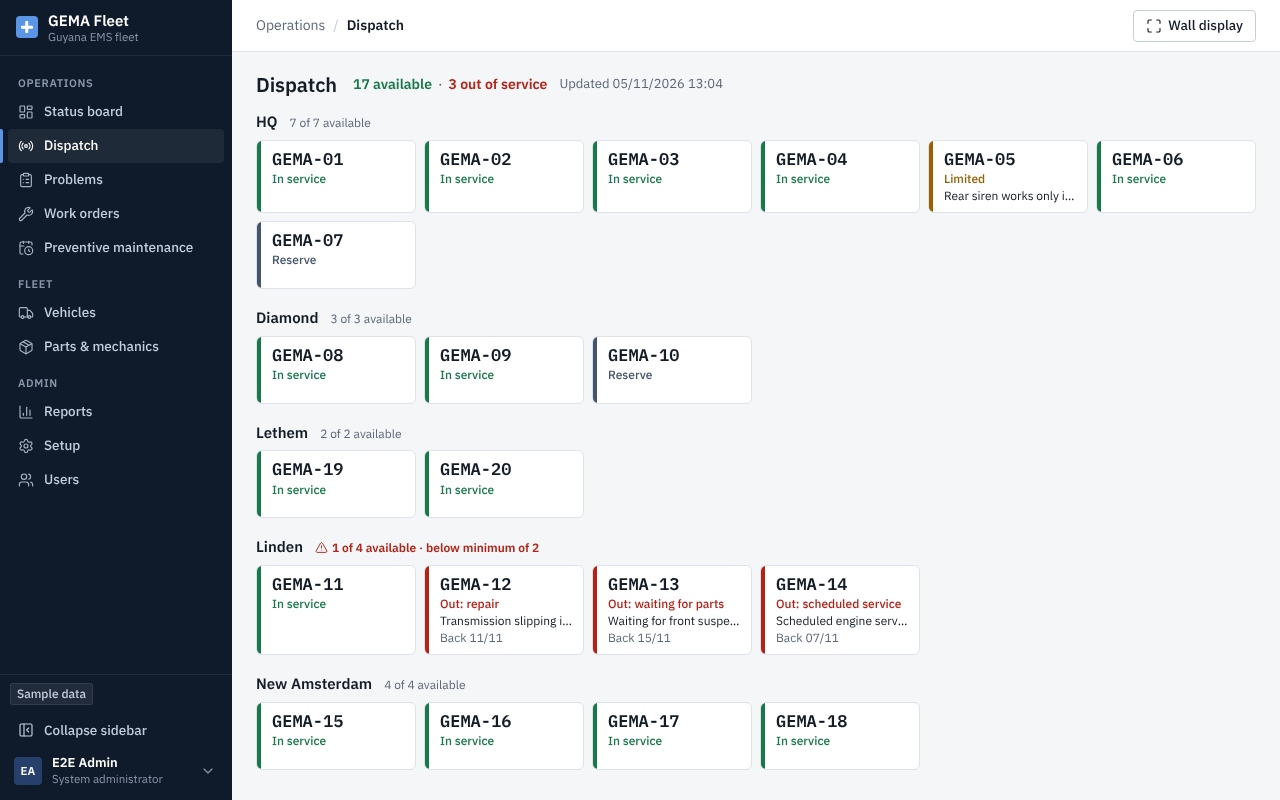 GEMA Fleet
Guyana EMS fleet
OPERATIONS
Status board
Dispatch
Problems
Work orders
Preventive maintenance
FLEET
Vehicles
Parts & mechanics
ADMIN
Reports
Setup
Users
Sample data
Collapse sidebar
EA
E2E Admin
System administrator
Operations / Dispatch
Wall display
Dispatch 17 available · 3 out of service Updated 05/11/2026 13:04
HQ 7 of 7 available
GEMA-01
In service
GEMA-02
In service
GEMA-03
In service
GEMA-04
In service
GEMA-05
Limited
Rear siren works only i...
GEMA-06
In service
GEMA-07
Reserve
Diamond 3 of 3 available
GEMA-08
In service
GEMA-09
In service
GEMA-10
Reserve
Lethem 2 of 2 available
GEMA-19
In service
GEMA-20
In service
Linden 1 of 4 available · below minimum of 2
GEMA-11
In service
GEMA-12
Out: repair
Transmission slipping i...
Back 11/11
GEMA-13
Out: waiting for parts
Waiting for front suspe...
Back 15/11
GEMA-14
Out: scheduled service
Scheduled engine serv...
Back 07/11
New Amsterdam 4 of 4 available
GEMA-15
In service
GEMA-16
In service
GEMA-17
In service
GEMA-18
In service